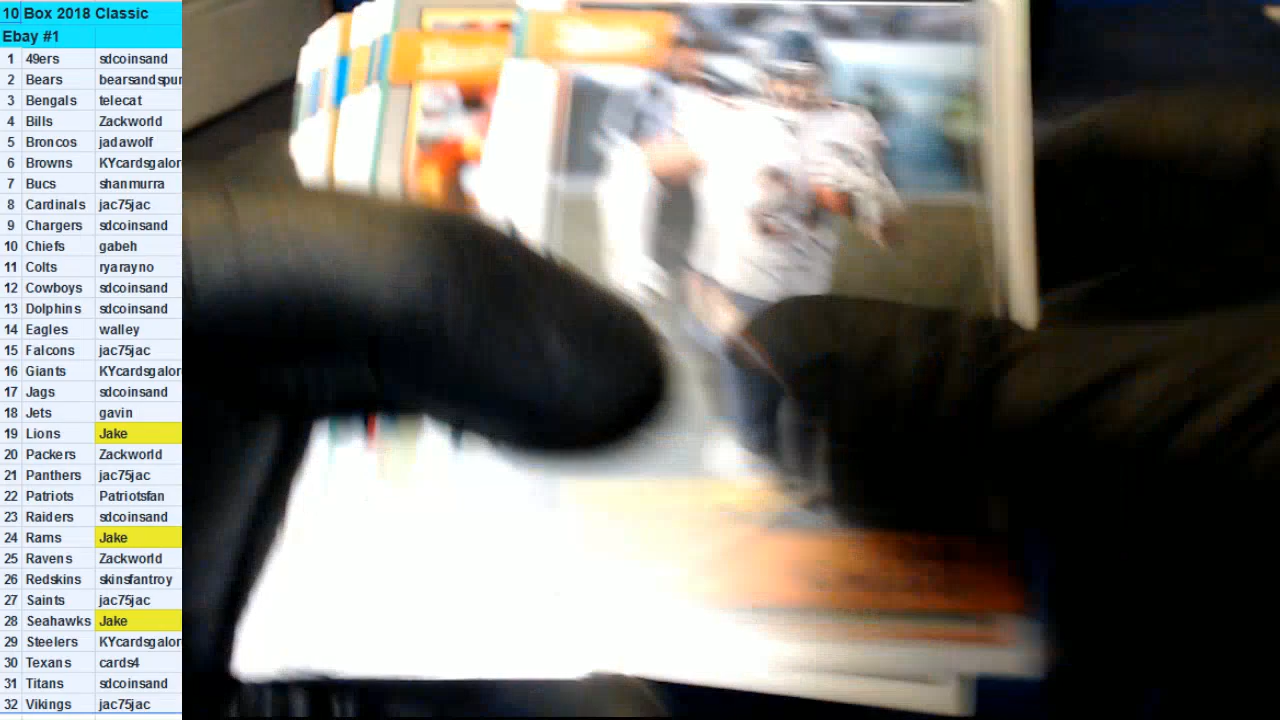 10 Box 2018 Classic
Ebay #1
1 49ers sdcoinsand
2 Bears bearsandspur
3 Bengals telecat
4 Bills Zackworld
5 Broncos jadawolf
6 Browns KYcardsgalor
7 Bucs shanmurra
8 Cardinals jac75jac
9 Chargers sdcoinsand
10 Chiefs gabeh
11 Colts ryarayno
12 Cowboys sdcoinsand
13 Dolphins sdcoinsand
14 Eagles walley
15 Falcons jac75jac
16 Giants KYcardsgalor
17 Jags sdcoinsand
18 Jets gavin
19 Lions Jake
20 Packers Zackworld
21 Panthers jac75jac
22 Patriots Patriotsfan
23 Raiders sdcoinsand
24 Rams Jake
25 Ravens Zackworld
26 Redskins skinsfantroy
27 Saints jac75jac
28 Seahawks Jake
29 Steelers KYcardsgalor
30 Texans cards4
31 Titans sdcoinsand
32 Vikings jac75jac